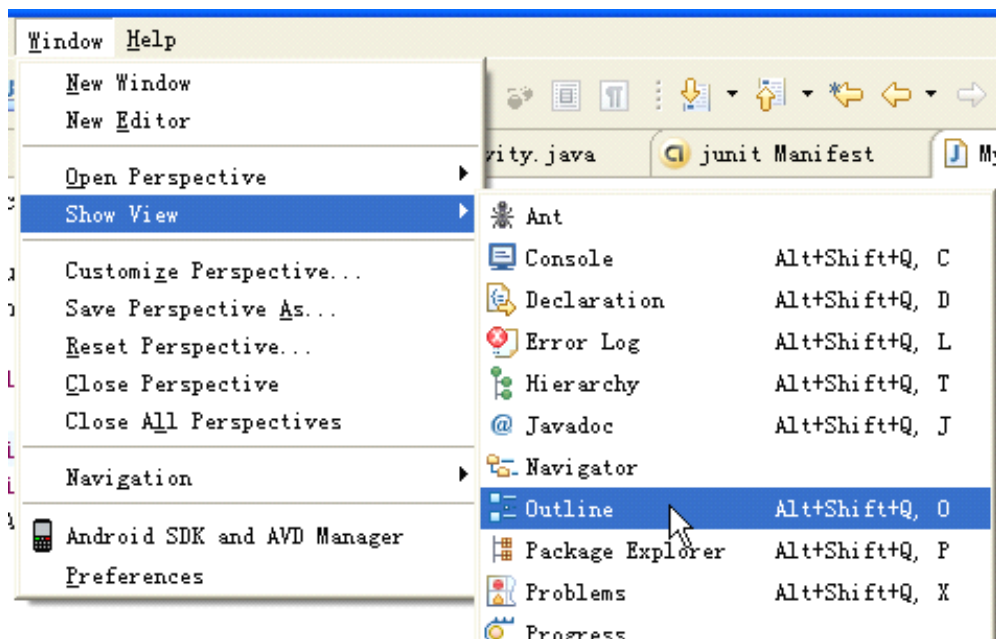 Window Help
New Window
New Editor
Open Perspective
Show View
Customize Perspective...
Save Perspective As...
Reset Perspective...
Close Perspective
Close All Perspectives
Navigation
Android SDK and AVD Manager
Preferences
vity.java junit Manifest My
Ant
Console Alt+Shift+Q, C
Declaration Alt+Shift+Q, D
Error Log Alt+Shift+Q, L
Hierarchy Alt+Shift+Q, T
Javadoc Alt+Shift+Q, J
Navigator
Outline Alt+Shift+Q, O
Package Explorer Alt+Shift+Q, P
Problems Alt+Shift+Q, X
Progress